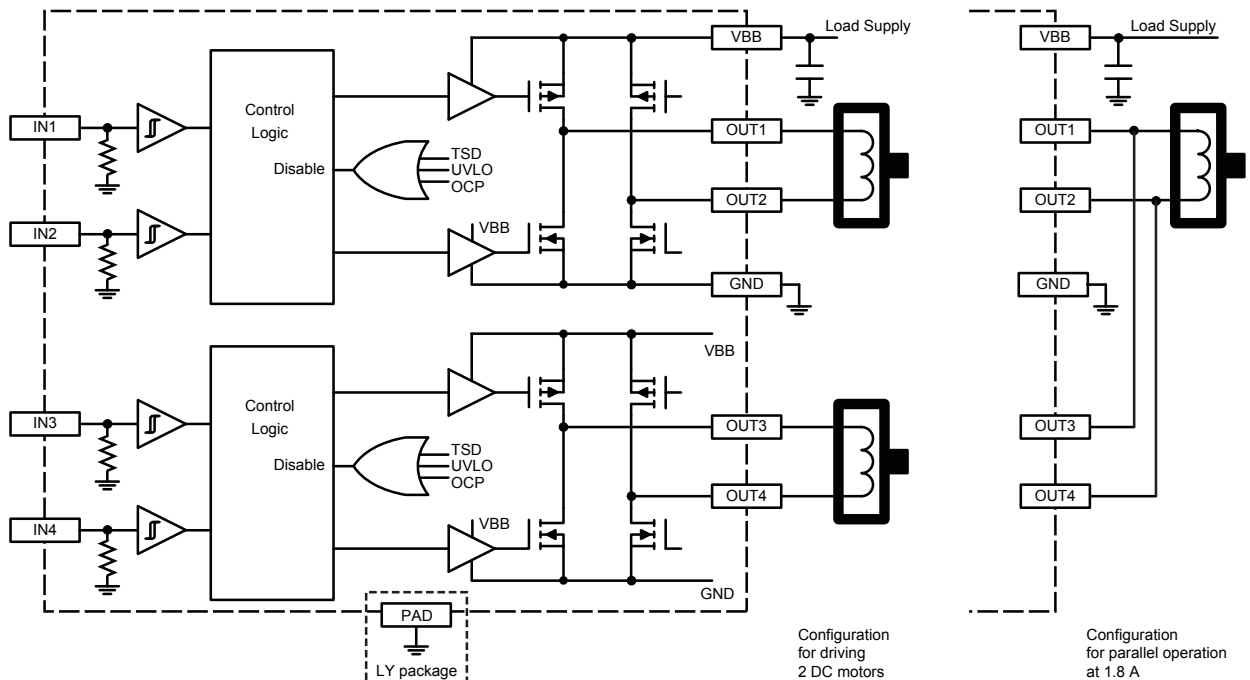 VBB
Load Supply
IN1
Control
Logic
Disable
TSD
UVLO
OCP
OUT1
IN2
VBB
OUT2
GND
VBB
IN3
Control
Logic
Disable
TSD
UVLO
OCP
OUT3
IN4
VBB
OUT4
GND
PAD
LY package
Configuration
for driving
2 DC motors
VBB
Load Supply
OUT1
OUT2
GND
OUT3
OUT4
Configuration
for parallel operation
at 1.8 A